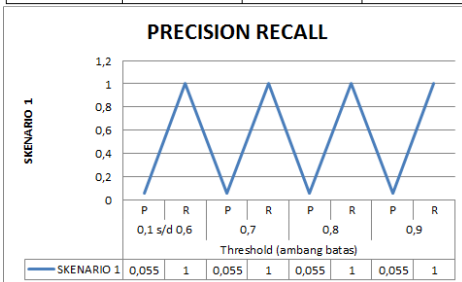 PRECISION RECALL
SKENARIO 1
1,2
1
0,8
0,6
0,4
0,2
0
P R P R P R P R
0,1 s/d 0,6 0,7 0,8 0,9
Threshold (ambang batas)
SKENARIO 1 0,055 1 0,055 1 0,055 1 0,055 1